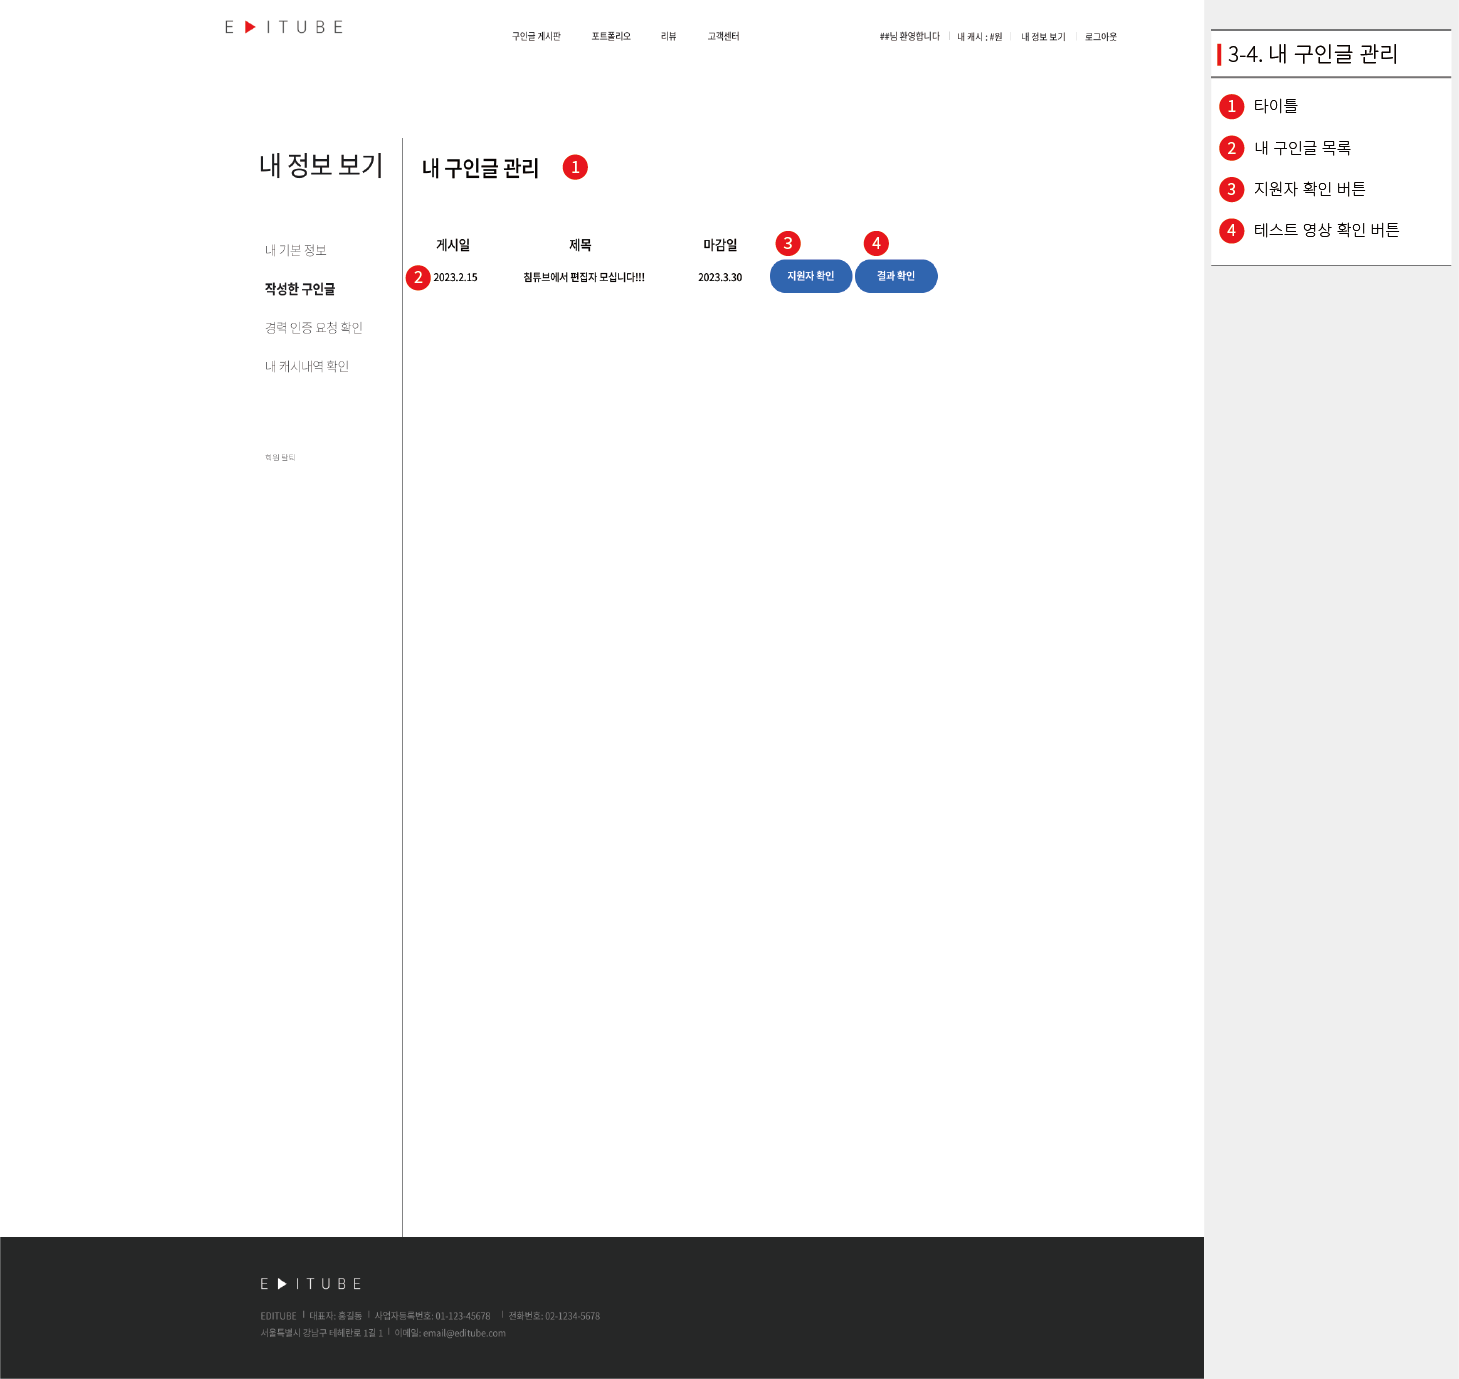 E▶ITUBE
구인글 게시판 포트폴리오 리뷰 고객센터 ##님 환영합니다 내 캐시 : #원 내 정보 보기 로그아웃
내 정보 보기
내 기본 정보
작성한 구인글
경력 인증 요청 확인
내 캐시내역 확인
회원탈퇴
내 구인글 관리 1
게시일 제목 마감일 3 4
2 2023.2.15 침튜브에서 편집자 모십니다!!! 2023.3.30 지원자 확인 결과 확인
3-4. 내 구인글 관리
1 타이틀
2 내 구인글 목록
3 지원자 확인 버튼
4 테스트 영상 확인 버튼
E▶ITUBE
EDITUBE | 대표자: 홍길동 | 사업자등록번호: 01-123-45678 | 전화번호: 02-1234-5678
서울특별시 강남구 테헤란로 1길 1 | 이메일: email@editube.com